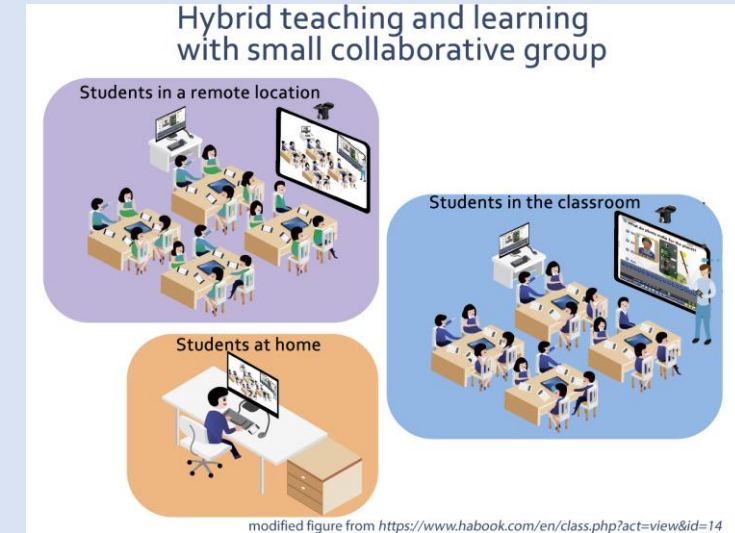 Hybrid teaching and learning
with small collaborative group
Students in a remote location
Students in the classroom
Students at home
modified figure from https://www.habook.com/en/class.php?act=view&id=14